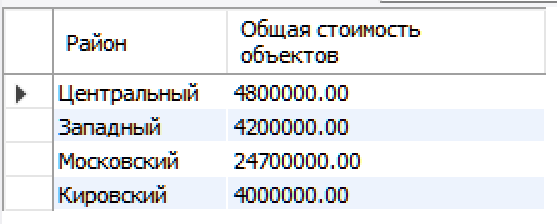 Район Общая стоимость
объектов
Центральный 4800000.00
Западный 4200000.00
Московский 24700000.00
Кировский 4000000.00